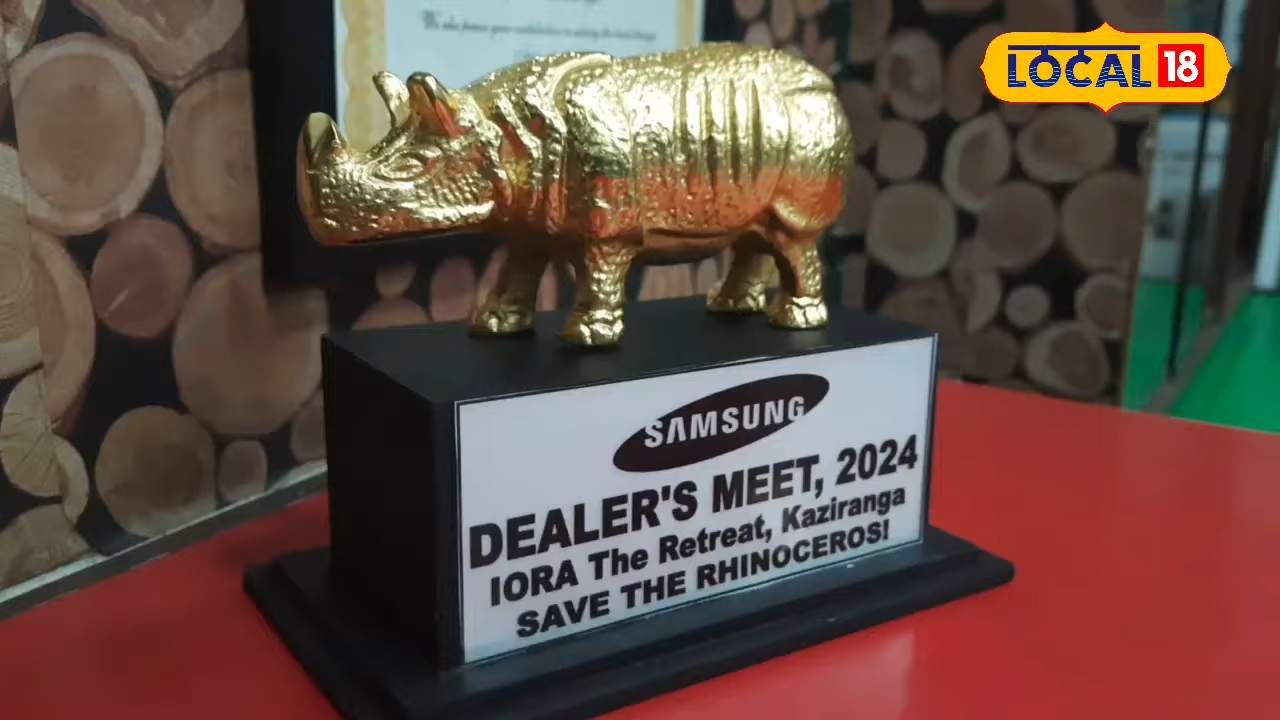 LOCAL 18
SAMSUNG
DEALER'S MEET, 2024
IORA The Retreat, Kaziranga
SAVE THE RHINOCEROS!